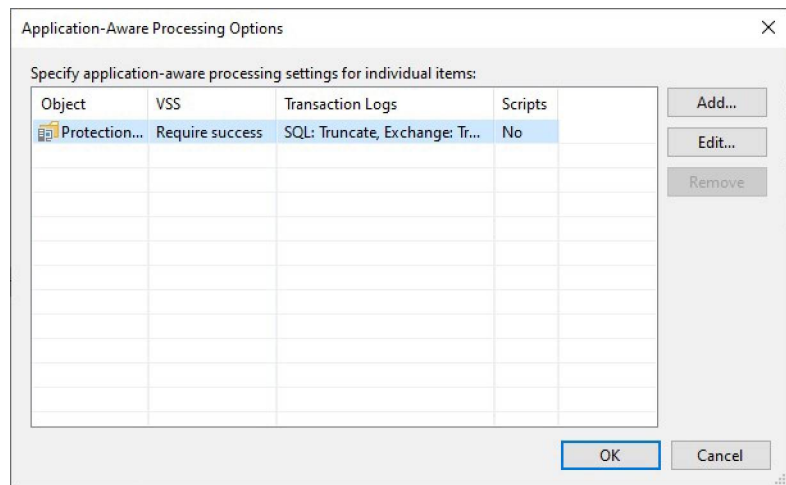 Application-Aware Processing Options
Specify application-aware processing settings for individual items:
Object VSS Transaction Logs Scripts
Protection... Require success SQL: Truncate, Exchange: Tr... No
Add...
Edit...
Remove
OK Cancel